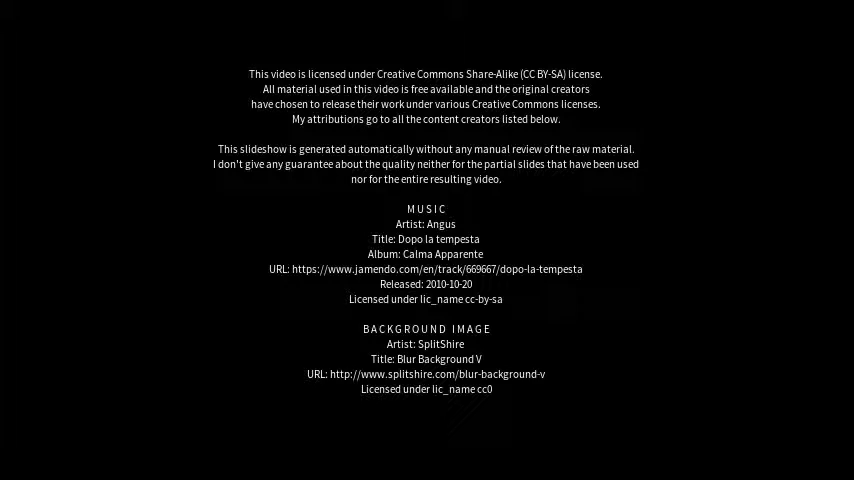 This video is licensed under Creative Commons Share-Alike (CC BY-SA) license.
All material used in this video is free available and the original creators
have chosen to release their work under various Creative Commons licenses.
My attributions go to all the content creators listed below.
This slideshow is generated automatically without any manual review of the raw material.
I don't give any guarantee about the quality neither for the partial slides that have been used
nor for the entire resulting video.
MUSIC
Artist: Angus
Title: Dopo la tempesta
Album: Calma Apparente
URL: https://www.jamendo.com/en/track/669667/dopo-la-tempesta
Released: 2010-10-20
Licensed under lic_name cc-by-sa
BACKGROUND IMAGE
Artist: SplitShire
Title: Blur Background V
URL: http://www.splitshire.com/blur-background-v
Licensed under lic_name cc0